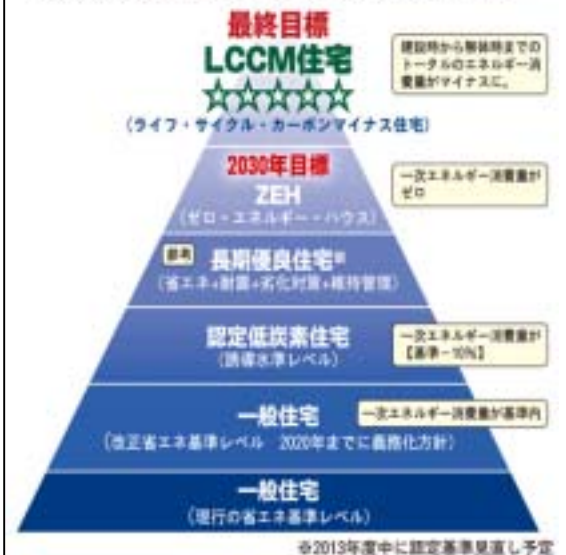 最終目標
LCCM住宅
☆☆☆☆☆
(ライフ・サイクル・カーボンマイナス住宅)
建設時から解体時までの
トータルのエネルギー消
費量がマイナスに。
2030年目標
ZEH
(ゼロ・エネルギー・ハウス)
一次エネルギー消費量が
ゼロ
参考 長期優良住宅※
(省エネ+耐震+劣化対策+維持管理)
認定低炭素住宅
(誘導水準レベル)
一次エネルギー消費量が
【基準-10%】
一般住宅
(改正省エネ基準レベル 2020年までに義務化方針)
一次エネルギー消費量が基準内
一般住宅
(現行の省エネ基準レベル)
※2013年度中に認定基準見直し予定